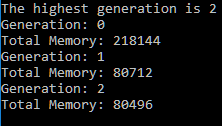 The highest generation is 2
Generation: 0
Total Memory: 218144
Generation: 1
Total Memory: 80712
Generation: 2
Total Memory: 80496